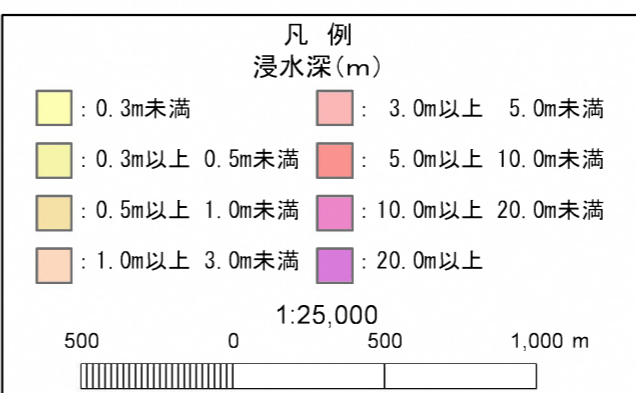 凡 例
浸水深(m)
: 0.3m未満
: 0.3m以上 0.5m未満
: 0.5m以上 1.0m未満
: 1.0m以上 3.0m未満
: 3.0m以上 5.0m未満
: 5.0m以上 10.0m未満
: 10.0m以上 20.0m未満
: 20.0m以上
1:25,000
500 0 500 1,000 m